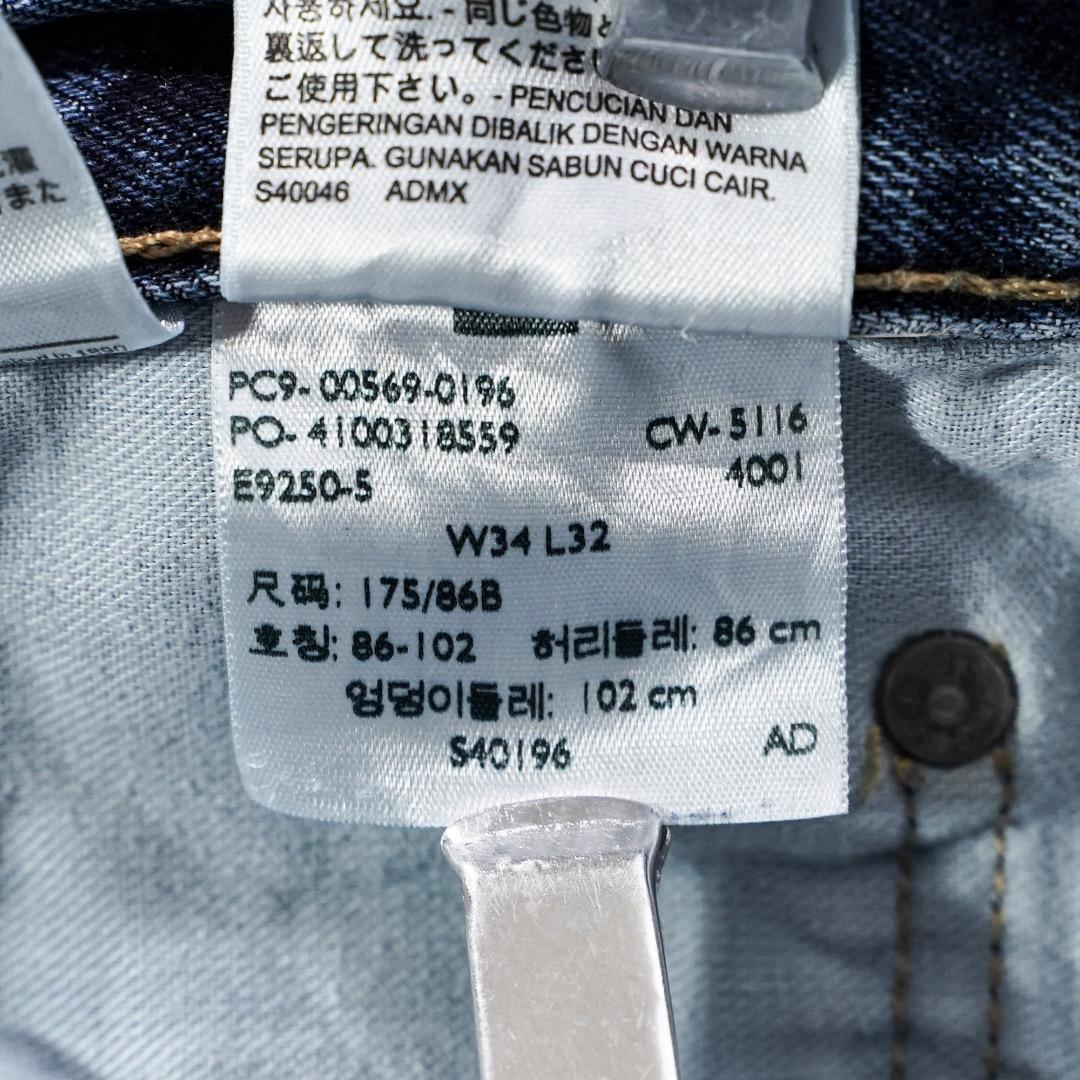 사용하세요. - 同じ色物と
裏返して洗ってください
ご使用下さい。- PENCUCIAN DAN
PENGERINGAN DIBALIK DENGAN WARNA
SERUPA. GUNAKAN SABUN CUCI CAIR.
S40046 ADMX
また
PC9- 00569-0196
PO- 4100318559
CW- 5116
E9250-5
4001
W34 L32
尺码: 175/86B
호칭: 86-102 허리둘레: 86 cm
엉덩이둘레: 102 cm
S40196 AD